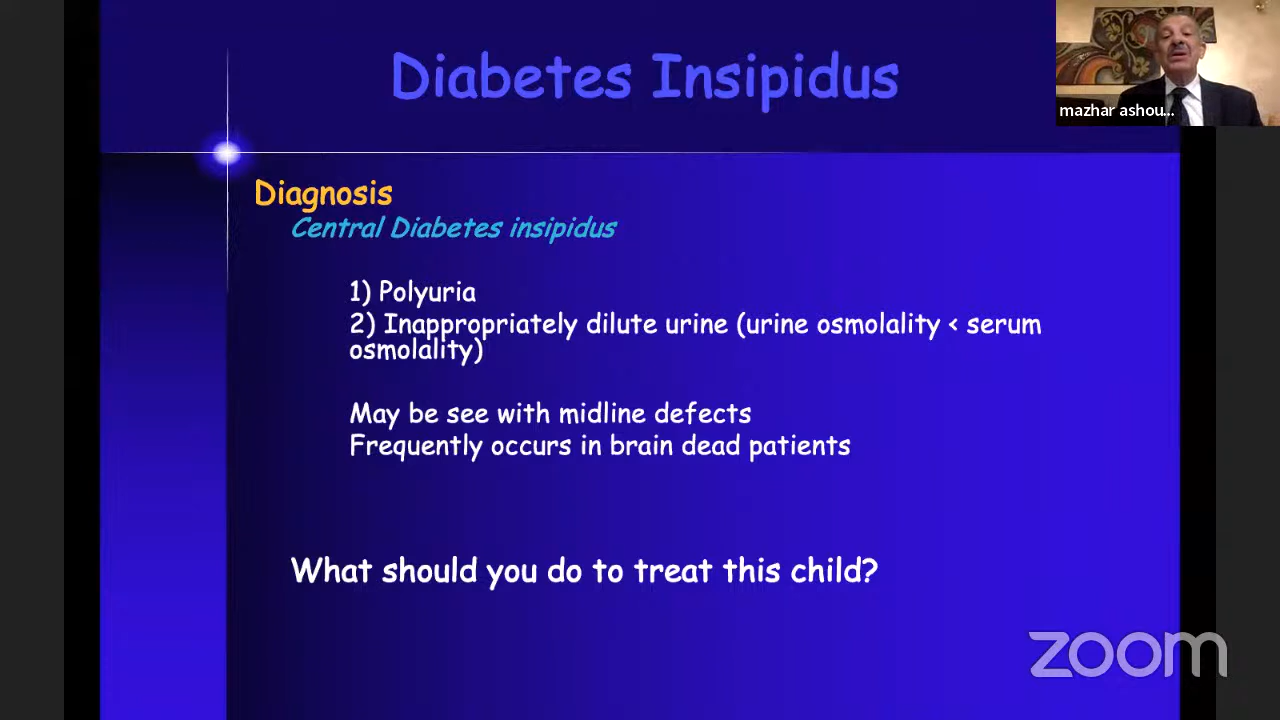 Diabetes Insipidus
mazhar ashou...
Diagnosis
Central Diabetes insipidus
1) Polyuria
2) Inappropriately dilute urine (urine osmolality < serum
osmolality)
May be see with midline defects
Frequently occurs in brain dead patients
What should you do to treat this child?
zoom